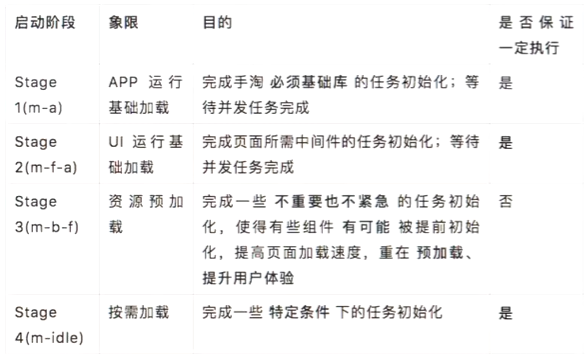 启动阶段 象限 目的 是否保证一定执行
Stage 1(m-a) APP 运行基础加载 完成手淘 必须基础库 的任务初始化；等待并发任务完成 是
Stage 2(m-f-a) UI 运行基础加载 完成页面所需中间件的任务初始化；等待并发任务完成 是
Stage 3(m-b-f) 资源预加载 完成一些 不重要也不紧急 的任务初始化，使得有些组件 有可能 被提前初始化，提高页面加载速度，重在 预加载、提升用户体验 否
Stage 4(m-idle) 按需加载 完成一些 特定条件 下的任务初始化 是